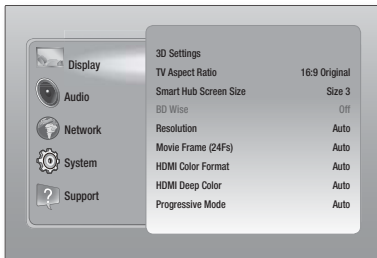 Display
Audio
Network
System
Support
3D Settings
TV Aspect Ratio 16:9 Original
Smart Hub Screen Size Size 3
BD Wise Off
Resolution Auto
Movie Frame (24Fs) Auto
HDMI Color Format Auto
HDMI Deep Color Auto
Progressive Mode Auto